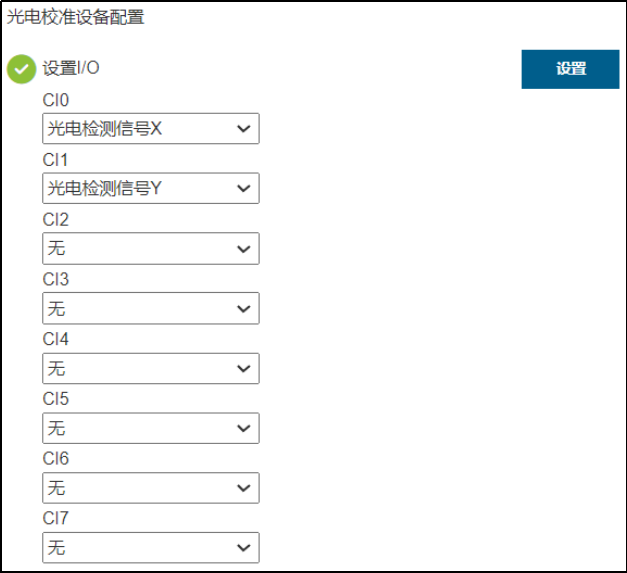 光电校准设备配置
设置I/O
设置
CI0
光电检测信号X
CI1
光电检测信号Y
CI2
无
CI3
无
CI4
无
CI5
无
CI6
无
CI7
无